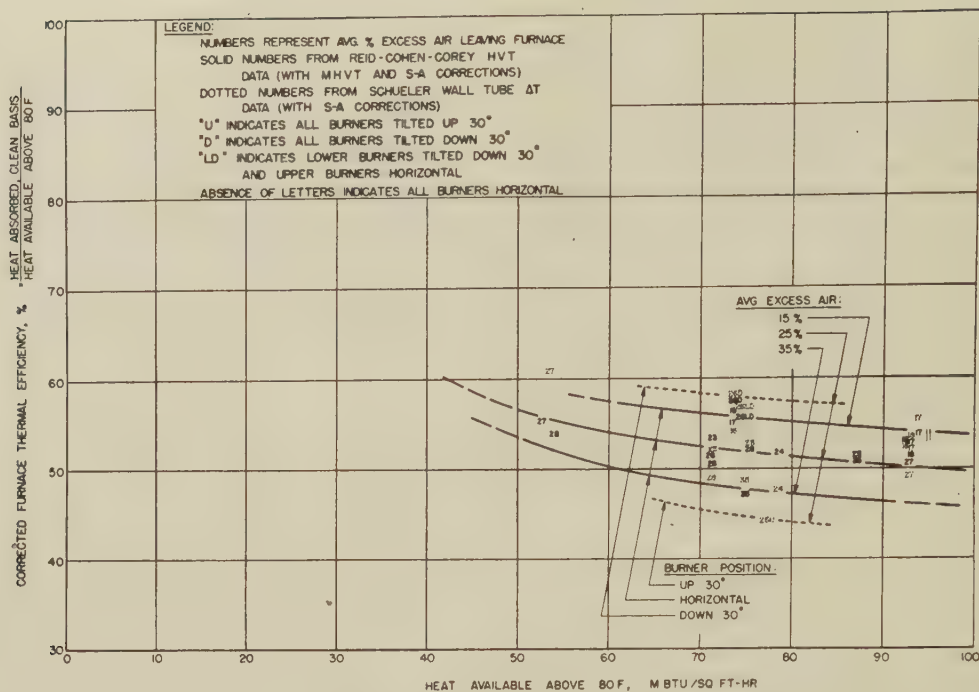 LEGEND:
NUMBERS REPRESENT AVG. % EXCESS AIR LEAVING FURNACE
SOLID NUMBERS FROM REID-COHEN-COREY HVT
DATA (WITH MHVT AND S-A CORRECTIONS)
DOTTED NUMBERS FROM SCHUELER WALL TUBE ΔT
DATA (WITH S-A CORRECTIONS)
"U" INDICATES ALL BURNERS TILTED UP 30°
"D" INDICATES ALL BURNERS TILTED DOWN 30°
"LD" INDICATES LOWER BURNERS TILTED DOWN 30°
AND UPPER BURNERS HORIZONTAL
ABSENCE OF LETTERS INDICATES ALL BURNERS HORIZONTAL
CORRECTED FURNACE THERMAL EFFICIENCY, % = HEAT ABSORBED, CLEAN BASIS
HEAT AVAILABLE ABOVE 80 F
100
90
80
70
60
50
40
30
AVG EXCESS AIR:
15%
25%
35%
27
27
28
23
26
24
24
17
17
27
27
BURNER POSITION:
UP 30°
HORIZONTAL
DOWN 30°
0
10
20
30
40
50
60
70
80
90
100
HEAT AVAILABLE ABOVE 80 F, M BTU/SQ FT-HR